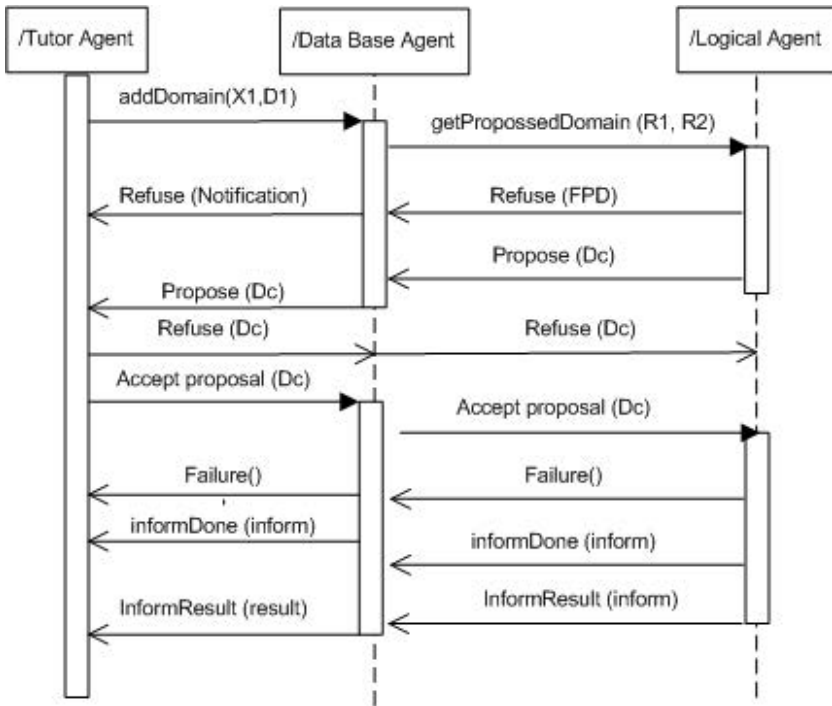 /Tutor Agent
/Data Base Agent
/Logical Agent
addDomain(X1,D1)
getPropossedDomain (R1, R2)
Refuse (Notification)
Refuse (FPD)
Propose (Dc)
Propose (Dc)
Refuse (Dc)
Refuse (Dc)
Accept proposal (Dc)
Accept proposal (Dc)
Failure()
Failure()
informDone (inform)
informDone (inform)
InformResult (inform)
InformResult (result)